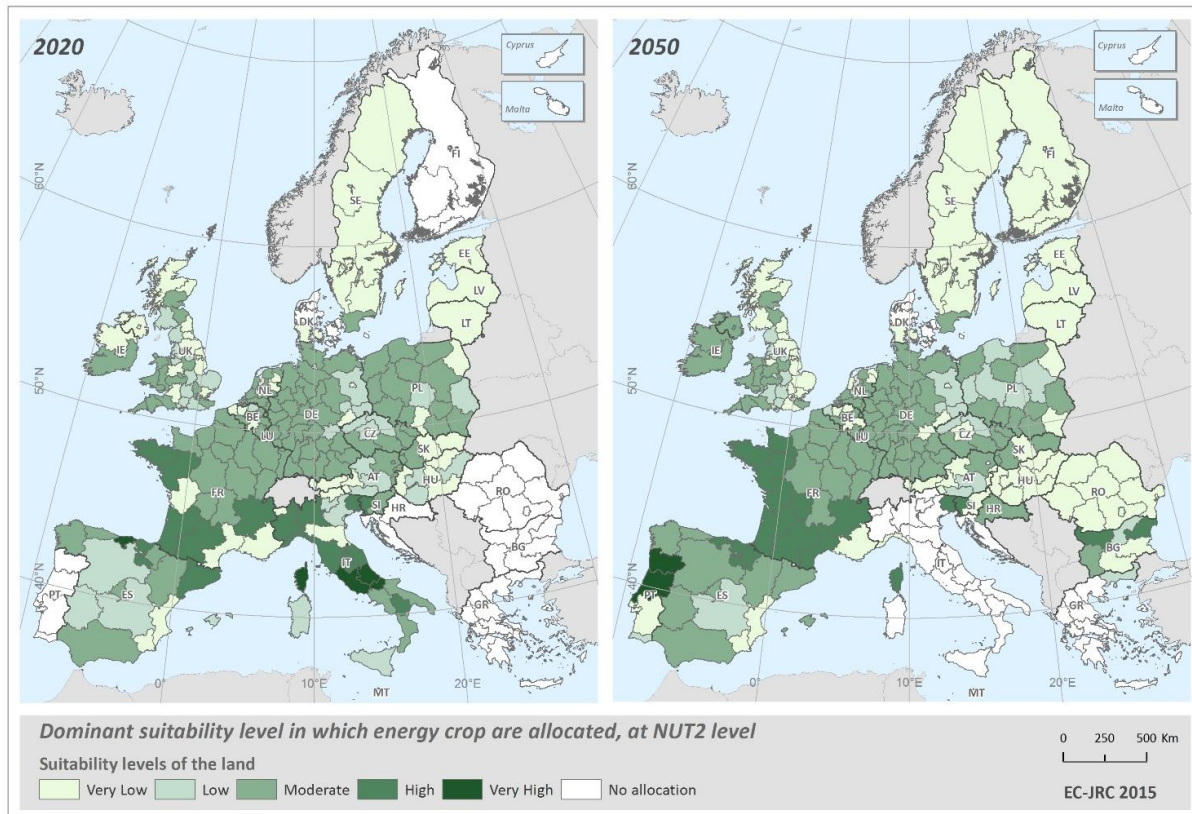 2020
Cyprus
Malta
60°N
50°N
40°N
0°
10°E
20°E
FI
SE
EE
LV
LT
DK
IE
UK
NL
BE
LU
DE
PL
CZ
SK
AT
HU
FR
SI
HR
RO
BG
IT
ES
PT
GR
MT
2050
Cyprus
Malta
60°N
50°N
40°N
0°
10°E
20°E
FI
SE
EE
LV
LT
DK
IE
UK
NL
BE
LU
DE
PL
CZ
SK
AT
HU
FR
SI
HR
RO
BG
IT
ES
PT
GR
MT
Dominant suitability level in which energy crop are allocated, at NUT2 level
Suitability levels of the land
Very Low Low Moderate High Very High No allocation
0 250 500 Km
EC-JRC 2015